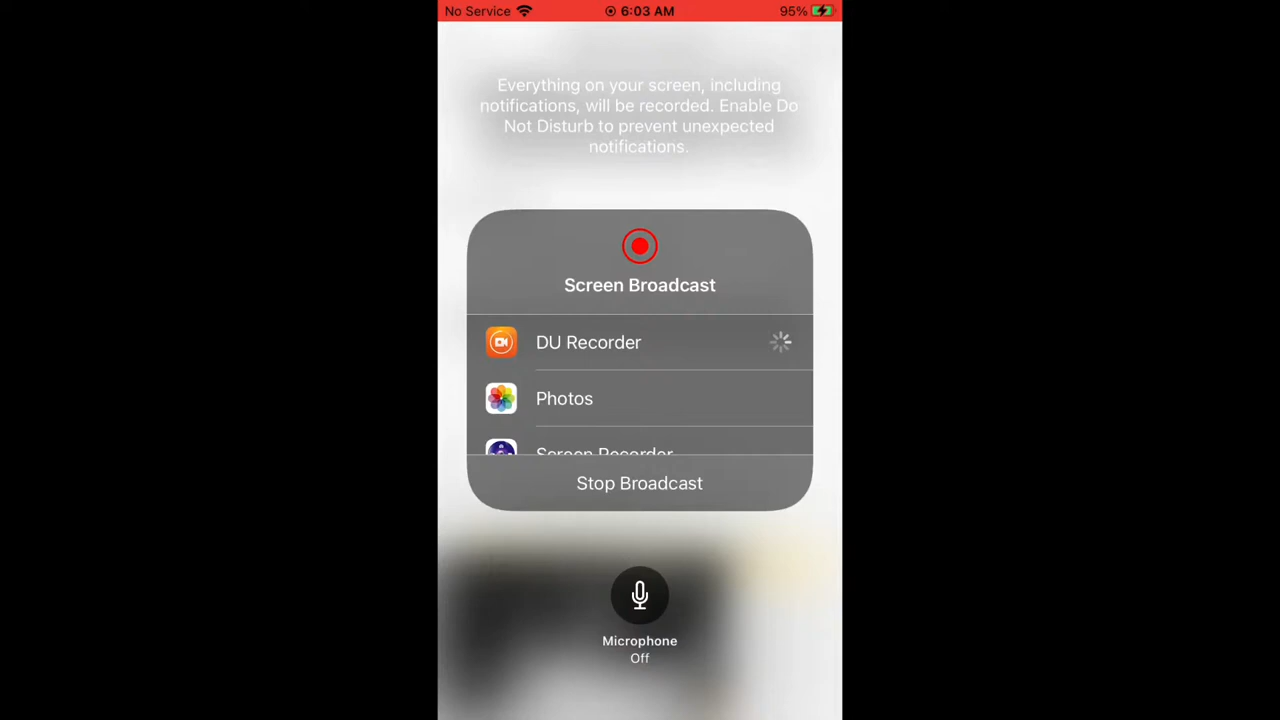 No Service 6:03 AM 95%
Everything on your screen, including
notifications, will be recorded. Enable Do
Not Disturb to prevent unexpected
notifications.
Screen Broadcast
DU Recorder
Photos
Screen Recorder
Stop Broadcast
Microphone
Off